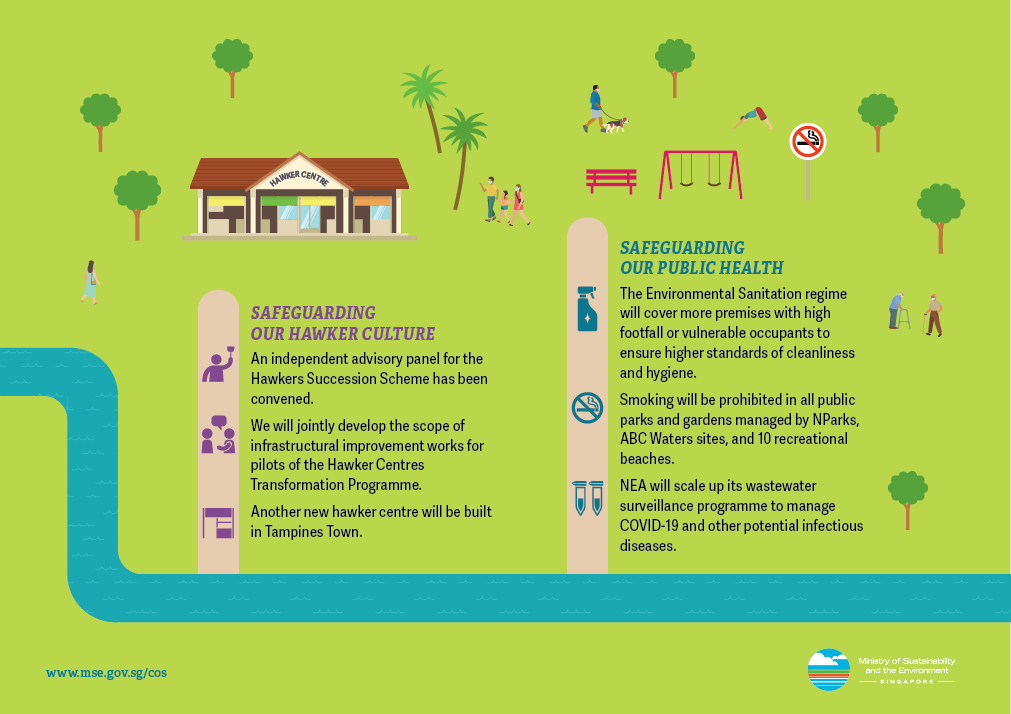 HAWKER CENTRE
SAFEGUARDING
OUR HAWKER CULTURE
An independent advisory panel for the
Hawkers Succession Scheme has been
convened.
We will jointly develop the scope of
infrastructural improvement works for
pilots of the Hawker Centres
Transformation Programme.
Another new hawker centre will be built
in Tampines Town.
SAFEGUARDING
OUR PUBLIC HEALTH
The Environmental Sanitation regime
will cover more premises with high
footfall or vulnerable occupants to
ensure higher standards of cleanliness
and hygiene.
Smoking will be prohibited in all public
parks and gardens managed by NParks,
ABC Waters sites, and 10 recreational
beaches.
NEA will scale up its wastewater
surveillance programme to manage
COVID-19 and other potential infectious
diseases.
www.mse.gov.sg/cos
Ministry of Sustainability
and the Environment
SINGAPORE